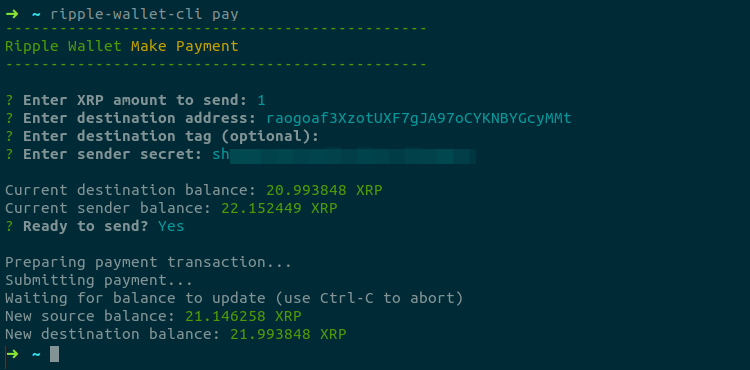 ➜ ~ ripple-wallet-cli pay
-----------------------------------------------
Ripple Wallet Make Payment
-----------------------------------------------
? Enter XRP amount to send: 1
? Enter destination address: raogoaf3XzotUXF7gJA97oCYKNBYGcyMMt
? Enter destination tag (optional):
? Enter sender secret: sh
Current destination balance: 20.993848 XRP
Current sender balance: 22.152449 XRP
? Ready to send? Yes
Preparing payment transaction...
Submitting payment...
Waiting for balance to update (use Ctrl-C to abort)
New source balance: 21.146258 XRP
New destination balance: 21.993848 XRP
➜ ~